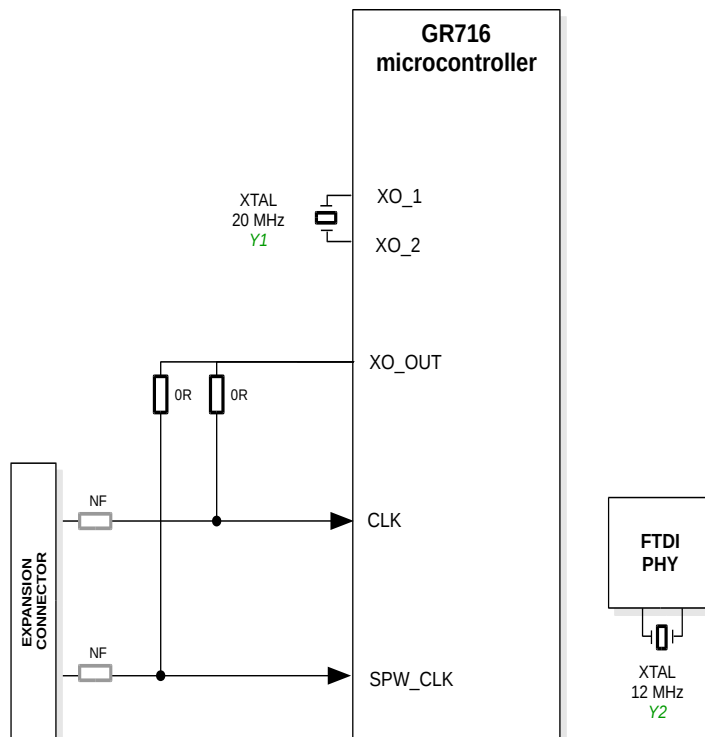 GR716
microcontroller
XTAL
20 MHz
Y1
XO_1
XO_2
XO_OUT
0R
0R
NF
CLK
EXPANSION
CONNECTOR
NF
SPW_CLK
FTDI
PHY
XTAL
12 MHz
Y2